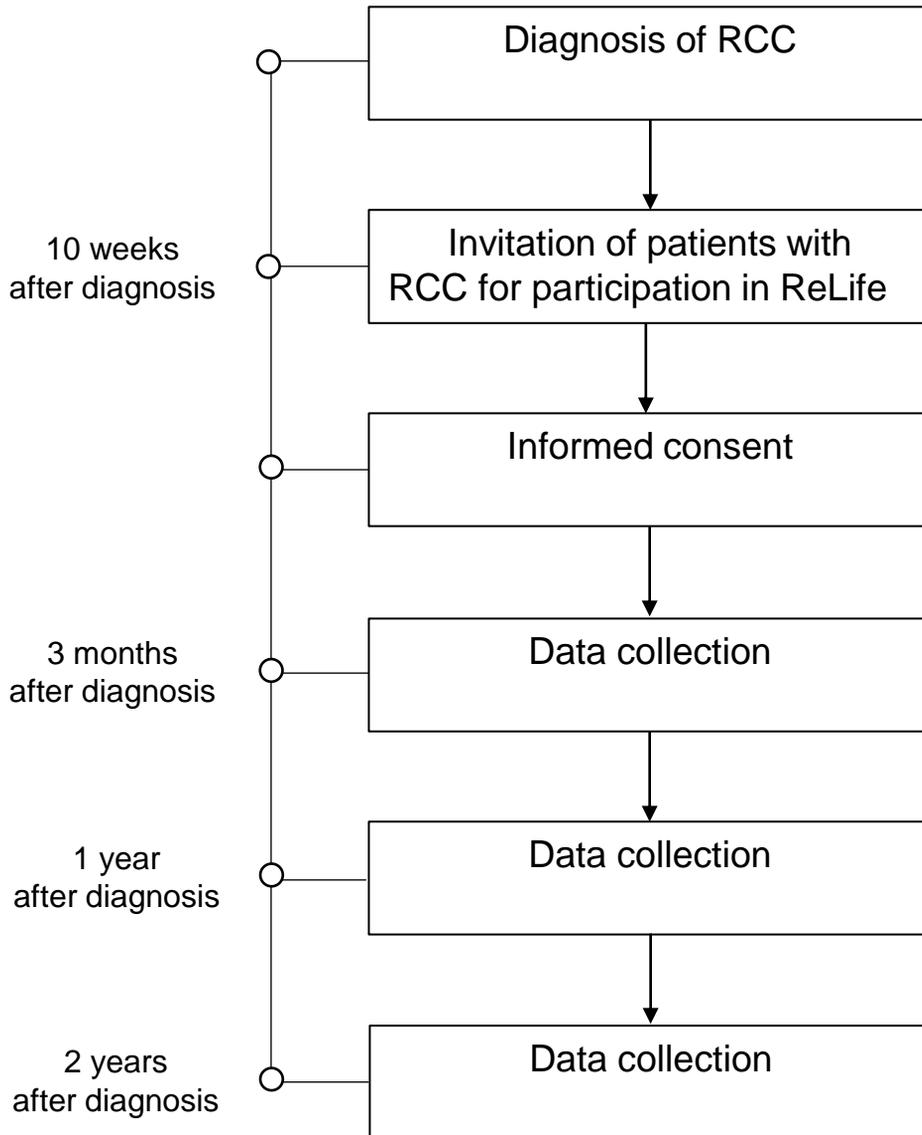 Diagnosis of RCC
10 weeks
after diagnosis
Invitation of patients with
RCC for participation in ReLife
Informed consent
3 months
after diagnosis
Data collection
1 year
after diagnosis
Data collection
2 years
after diagnosis
Data collection